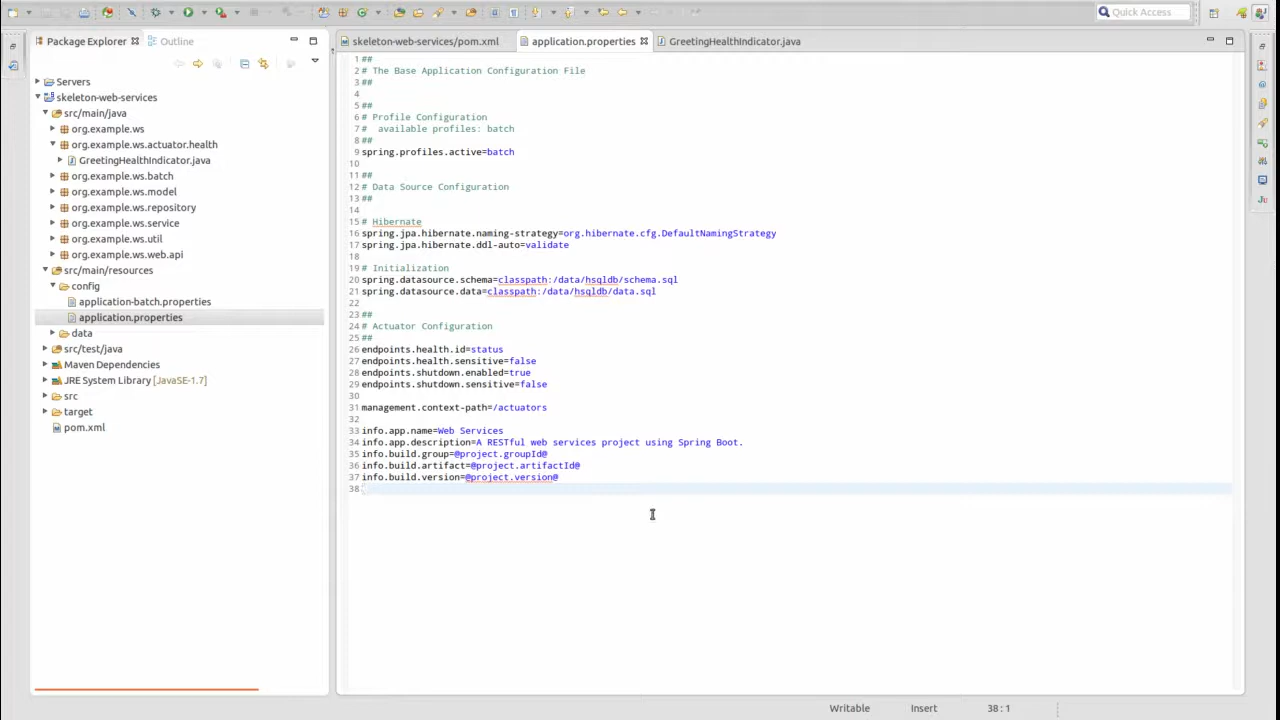 Quick Access
Package Explorer
Outline
skeleton-web-services/pom.xml
application.properties
GreetingHealthIndicator.java
Servers
skeleton-web-services
src/main/java
org.example.ws
org.example.ws.actuator.health
GreetingHealthIndicator.java
org.example.ws.batch
org.example.ws.model
org.example.ws.repository
org.example.ws.service
org.example.ws.util
org.example.ws.web.api
src/main/resources
config
application-batch.properties
application.properties
data
src/test/java
Maven Dependencies
JRE System Library [JavaSE-1.7]
src
target
pom.xml
1 ##
2 # The Base Application Configuration File
3 ##
4
5 ##
6 # Profile Configuration
7 #  available profiles: batch
8 ##
9 spring.profiles.active=batch
10
11 ##
12 # Data Source Configuration
13 ##
14
15 # Hibernate
16 spring.jpa.hibernate.naming-strategy=org.hibernate.cfg.DefaultNamingStrategy
17 spring.jpa.hibernate.ddl-auto=validate
18
19 # Initialization
20 spring.datasource.schema=classpath:/data/hsqldb/schema.sql
21 spring.datasource.data=classpath:/data/hsqldb/data.sql
22
23 ##
24 # Actuator Configuration
25 ##
26 endpoints.health.id=status
27 endpoints.health.sensitive=false
28 endpoints.shutdown.enabled=true
29 endpoints.shutdown.sensitive=false
30
31 management.context-path=/actuators
32
33 info.app.name=Web Services
34 info.app.description=A RESTful web services project using Spring Boot.
35 info.build.group=@project.groupId@
36 info.build.artifact=@project.artifactId@
37 info.build.version=@project.version@
38
Writable
Insert
38 : 1